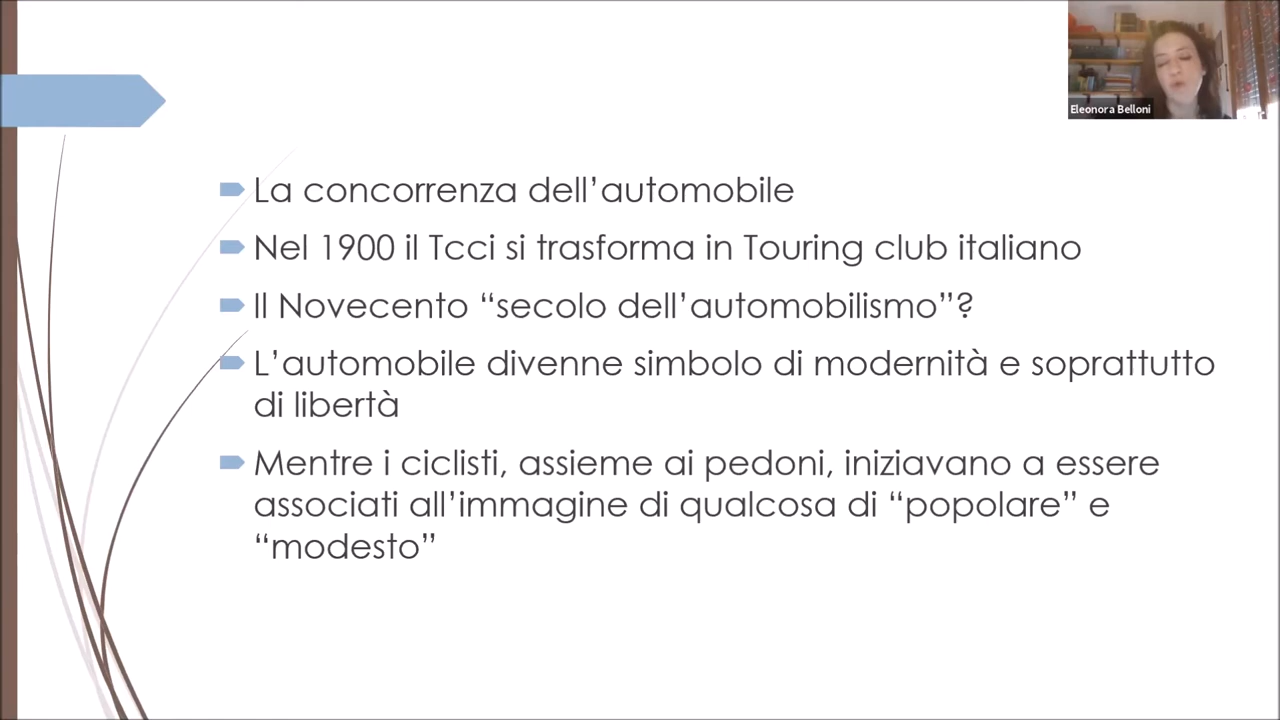 Eleonora Belloni
La concorrenza dell’automobile
Nel 1900 il Tcci si trasforma in Touring club italiano
Il Novecento “secolo dell’automobilismo”?
L’automobile divenne simbolo di modernità e soprattutto
di libertà
Mentre i ciclisti, assieme ai pedoni, iniziavano a essere
associati all’immagine di qualcosa di “popolare” e
“modesto”